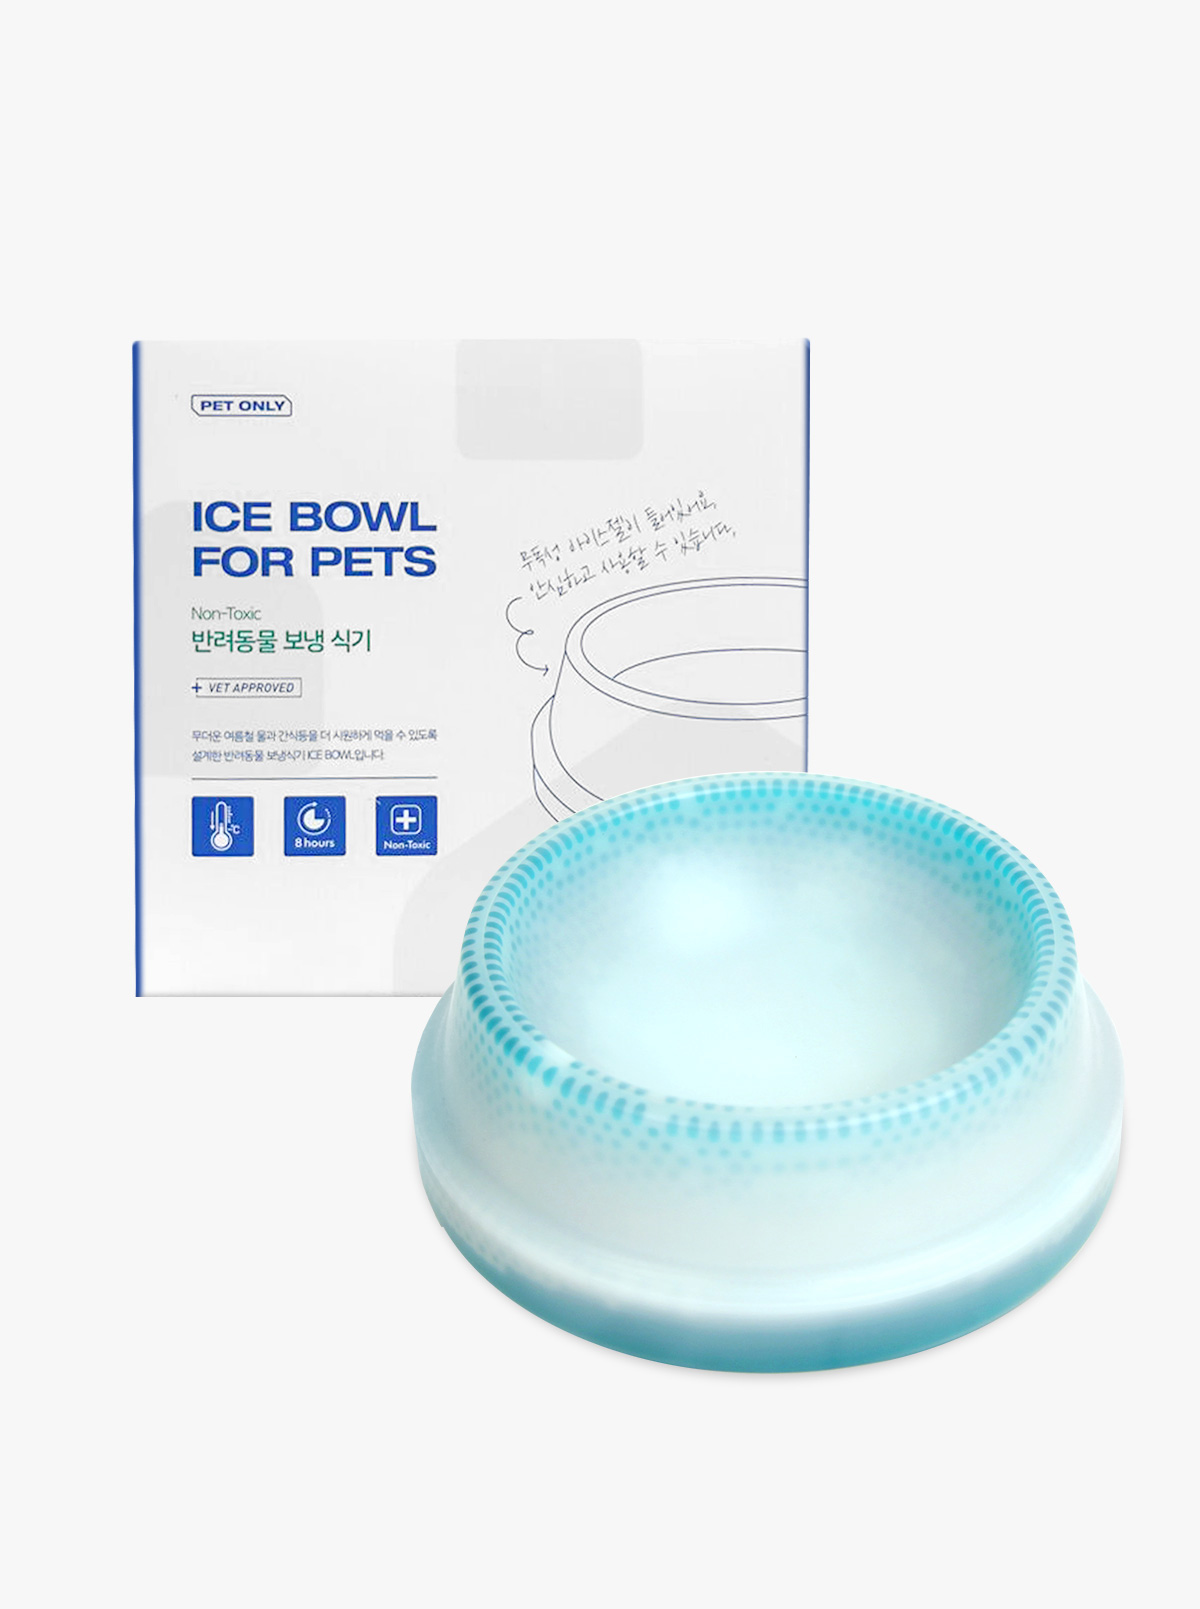 PET ONLY
ICE BOWL
FOR PETS
무독성 아이스젤이 들어있어요,
안심하고 사용할 수 있습니다,
Non-Toxic
반려동물 보냉 식기
+ VET APPROVED
무더운 여름철 물과 간식등을 더 시원하게 먹을 수 있도록
설계한 반려동물 보냉식기 ICE BOWL입니다.
-℃
8 hours
Non-Toxic